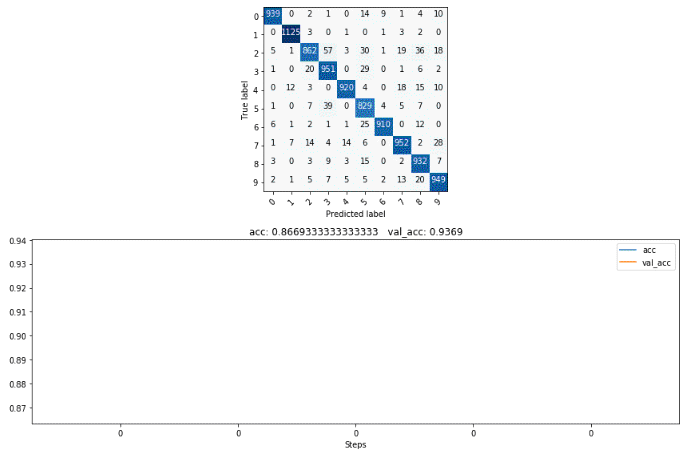 0 939 0 2 1 0 14 9 1 4 10
1 0 1125 3 0 1 0 1 3 2 0
2 5 1 862 57 3 30 1 19 36 18
3 1 0 20 951 0 29 0 1 6 2
4 0 12 3 0 920 4 0 18 15 10
5 1 0 7 39 0 829 4 5 7 0
6 6 1 2 1 1 25 910 0 12 0
7 1 7 14 4 14 6 0 952 2 28
8 3 0 3 9 3 15 0 2 932 7
9 2 1 5 7 5 5 2 13 20 949
True label
0 1 2 3 4 5 6 7 8 9
Predicted label
acc: 0.8669333333333333 val_acc: 0.9369
acc
val_acc
0.94
0.93
0.92
0.91
0.90
0.89
0.88
0.87
0 0 0 0 0
Steps